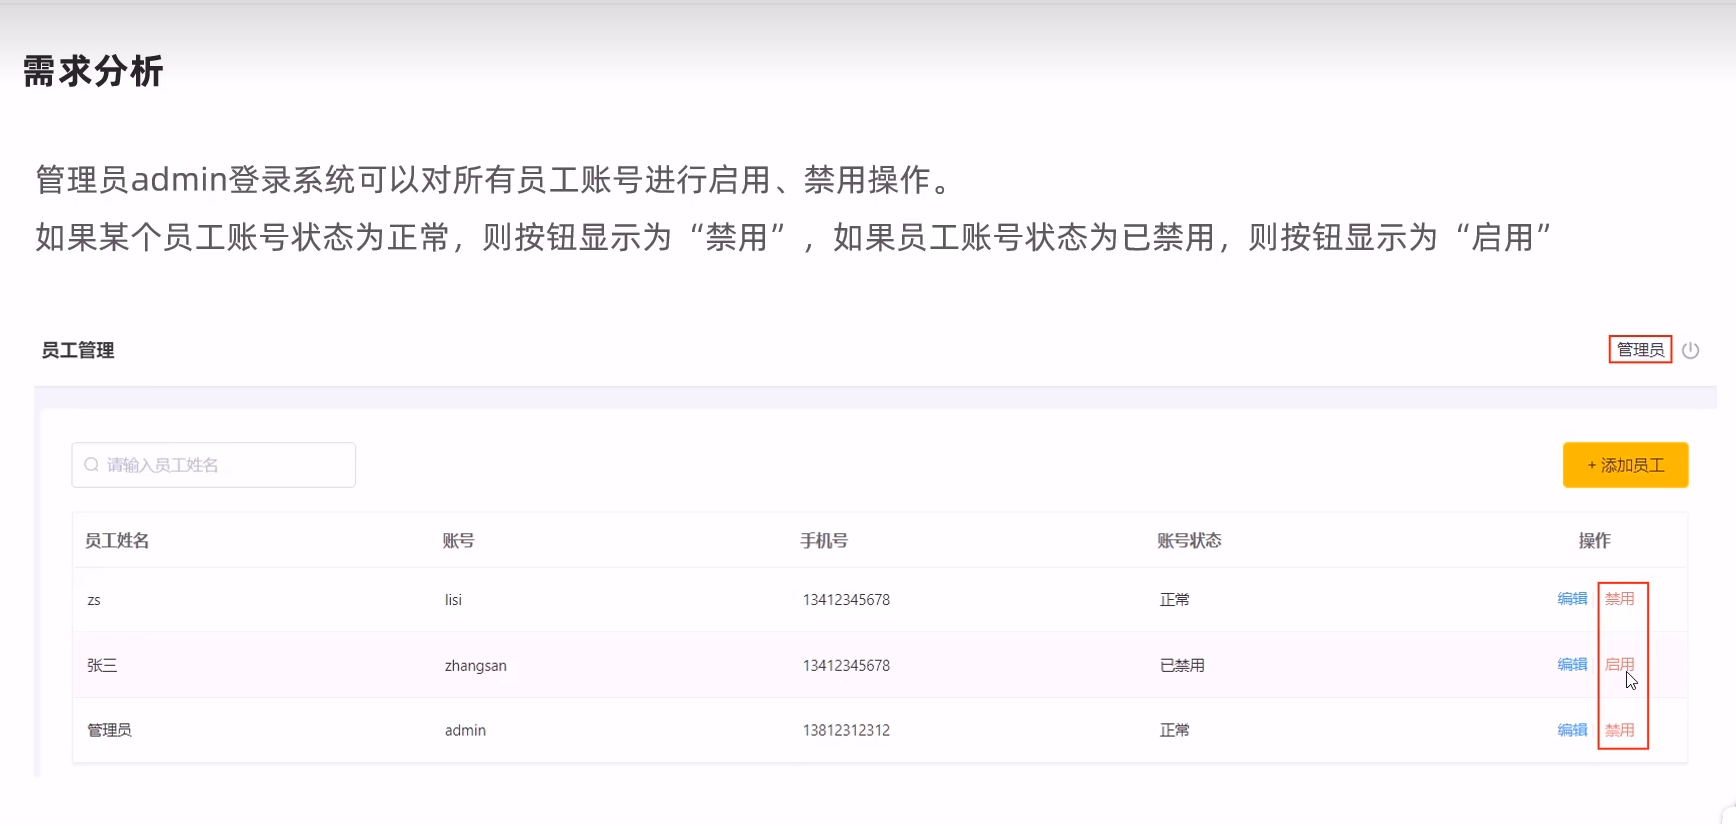 需求分析
管理员admin登录系统可以对所有员工账号进行启用、禁用操作。
如果某个员工账号状态为正常，则按钮显示为“禁用”，如果员工账号状态为已禁用，则按钮显示为“启用”
员工管理 管理员
请输入员工姓名 + 添加员工
员工姓名 账号 手机号 账号状态 操作
zs lisi 13412345678 正常 编辑 禁用
张三 zhangsan 13412345678 已禁用 编辑 启用
管理员 admin 13812312312 正常 编辑 禁用